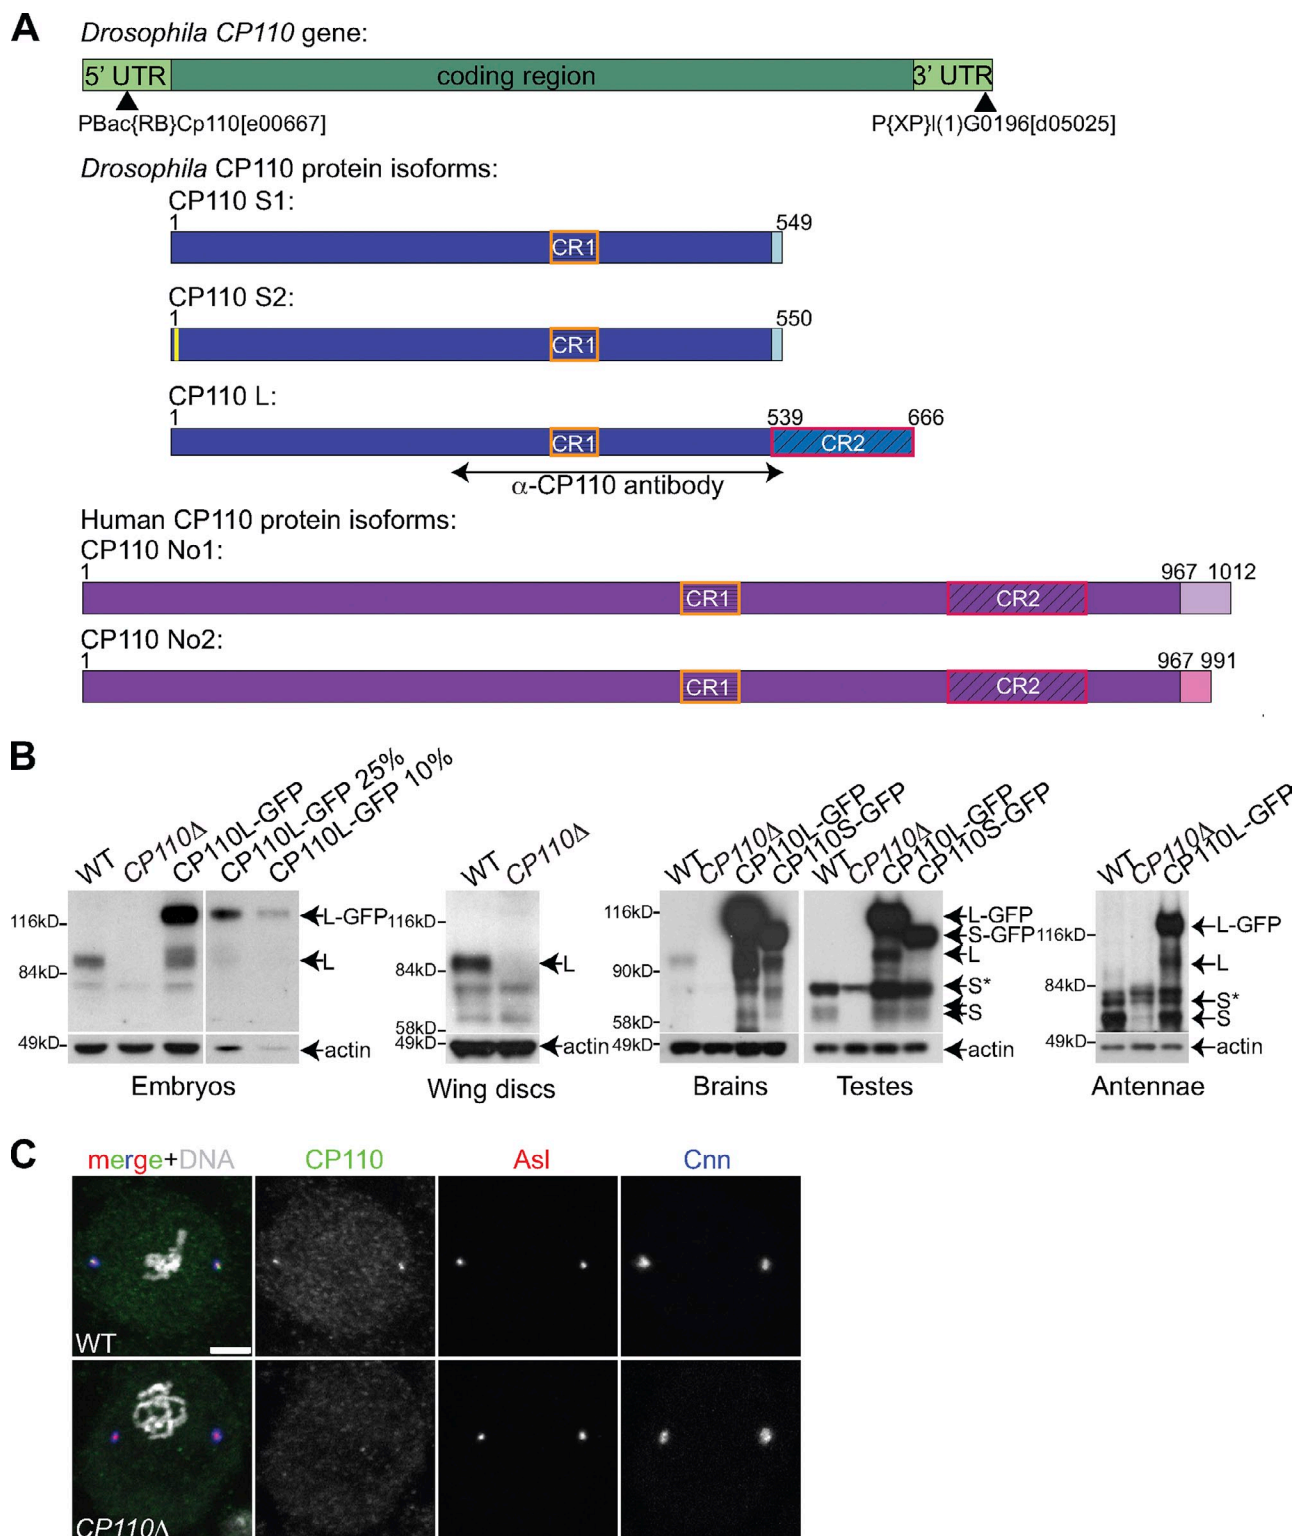 A
Drosophila CP110 gene:
5’ UTR coding region 3’ UTR
PBac{RB}Cp110[e00667] P{XP}l(1)G0196[d05025]
Drosophila CP110 protein isoforms:
CP110 S1:
1 549
CR1
CP110 S2:
1 550
CR1
CP110 L:
1 539 666
CR1 CR2
α-CP110 antibody
Human CP110 protein isoforms:
CP110 No1:
1 967 1012
CR1 CR2
CP110 No2:
1 967 991
CR1 CR2
B
WT CP110Δ CP110L-GFP CP110L-GFP 25% CP110L-GFP 10%
116kD
84kD
49kD
L-GFP
L
actin
Embryos
WT CP110Δ
116kD
84kD
58kD
49kD
L
actin
Wing discs
WT CP110Δ CP110L-GFP CP110S-GFP
116kD
90kD
58kD
49kD
Brains
WT CP110Δ CP110L-GFP CP110S-GFP
L-GFP
S-GFP
L
S*
S
actin
Testes
WT CP110Δ CP110L-GFP
116kD
84kD
49kD
L-GFP
L
S*
S
actin
Antennae
C
merge+DNA CP110 Asl Cnn
WT
CP110Δ